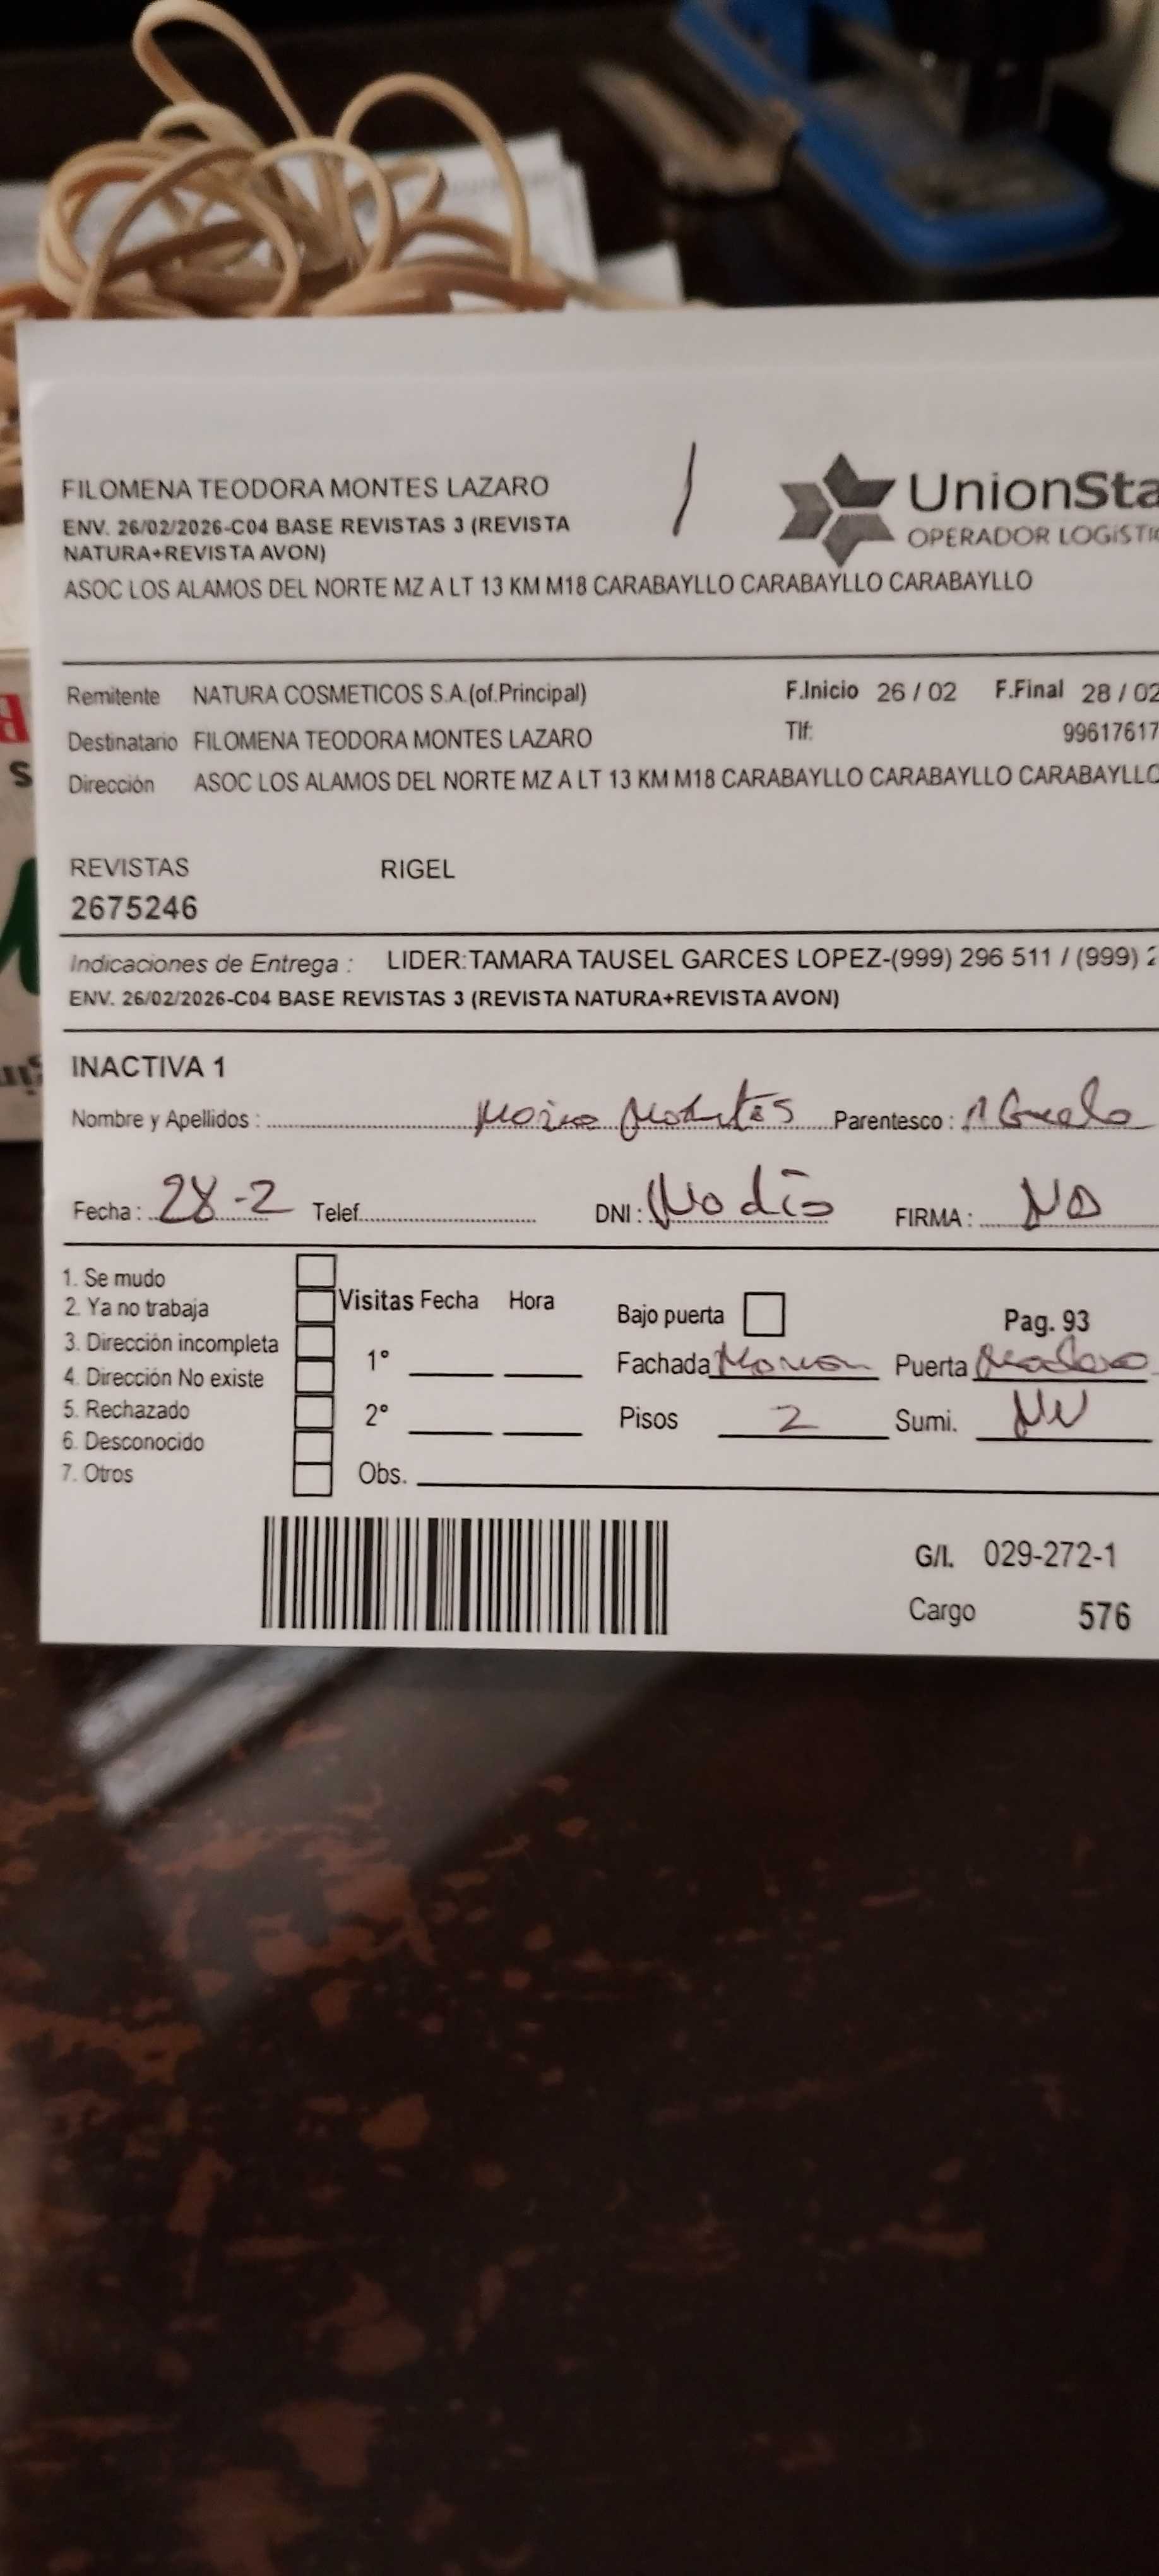 FILOMENA TEODORA MONTES LAZARO
ENV. 26/02/2026-C04 BASE REVISTAS 3 (REVISTA
NATURA+REVISTA AVON)
ASOC LOS ALAMOS DEL NORTE MZ A LT 13 KM M18 CARABAYLLO CARABAYLLO CARABAYLLO
UnionSta
OPERADOR LOGÍSTIC
Remitente NATURA COSMETICOS S.A.(of.Principal) F.Inicio 26 / 02 F.Final 28 / 02
Destinatario FILOMENA TEODORA MONTES LAZARO Tlf: 99617617
Dirección ASOC LOS ALAMOS DEL NORTE MZ A LT 13 KM M18 CARABAYLLO CARABAYLLO CARABAYLLO
REVISTAS RIGEL
2675246
Indicaciones de Entrega : LIDER:TAMARA TAUSEL GARCES LOPEZ-(999) 296 511 / (999) 2
ENV. 26/02/2026-C04 BASE REVISTAS 3 (REVISTA NATURA+REVISTA AVON)
INACTIVA 1
Nombre y Apellidos : Parentesco :
Fecha : 28-2 Telef. DNI : No dio FIRMA : NO
1. Se mudo
2. Ya no trabaja
3. Dirección incompleta
4. Dirección No existe
5. Rechazado
6. Desconocido
7. Otros
Visitas Fecha Hora
1°
2°
Obs.
Bajo puerta Pag. 93
Fachada Puerta
Pisos 2 Sumi.
G/I. 029-272-1
Cargo 576